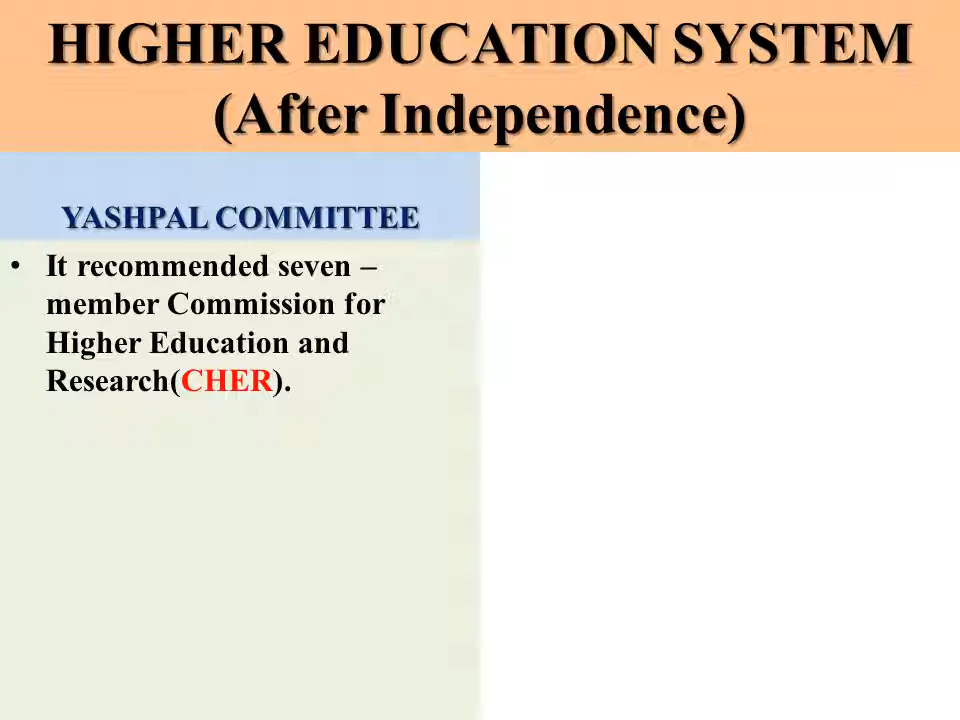 HIGHER EDUCATION SYSTEM
(After Independence)
YASHPAL COMMITTEE
• It recommended seven –
member Commission for
Higher Education and
Research(CHER).